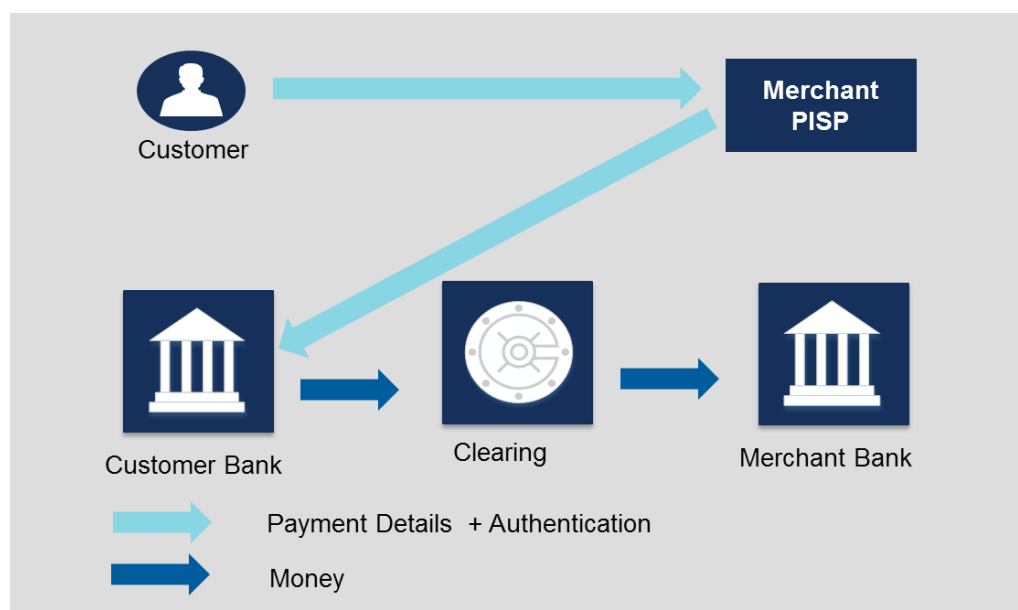 Customer
Merchant
PISP
Customer Bank
Clearing
Merchant Bank
Payment Details + Authentication
Money